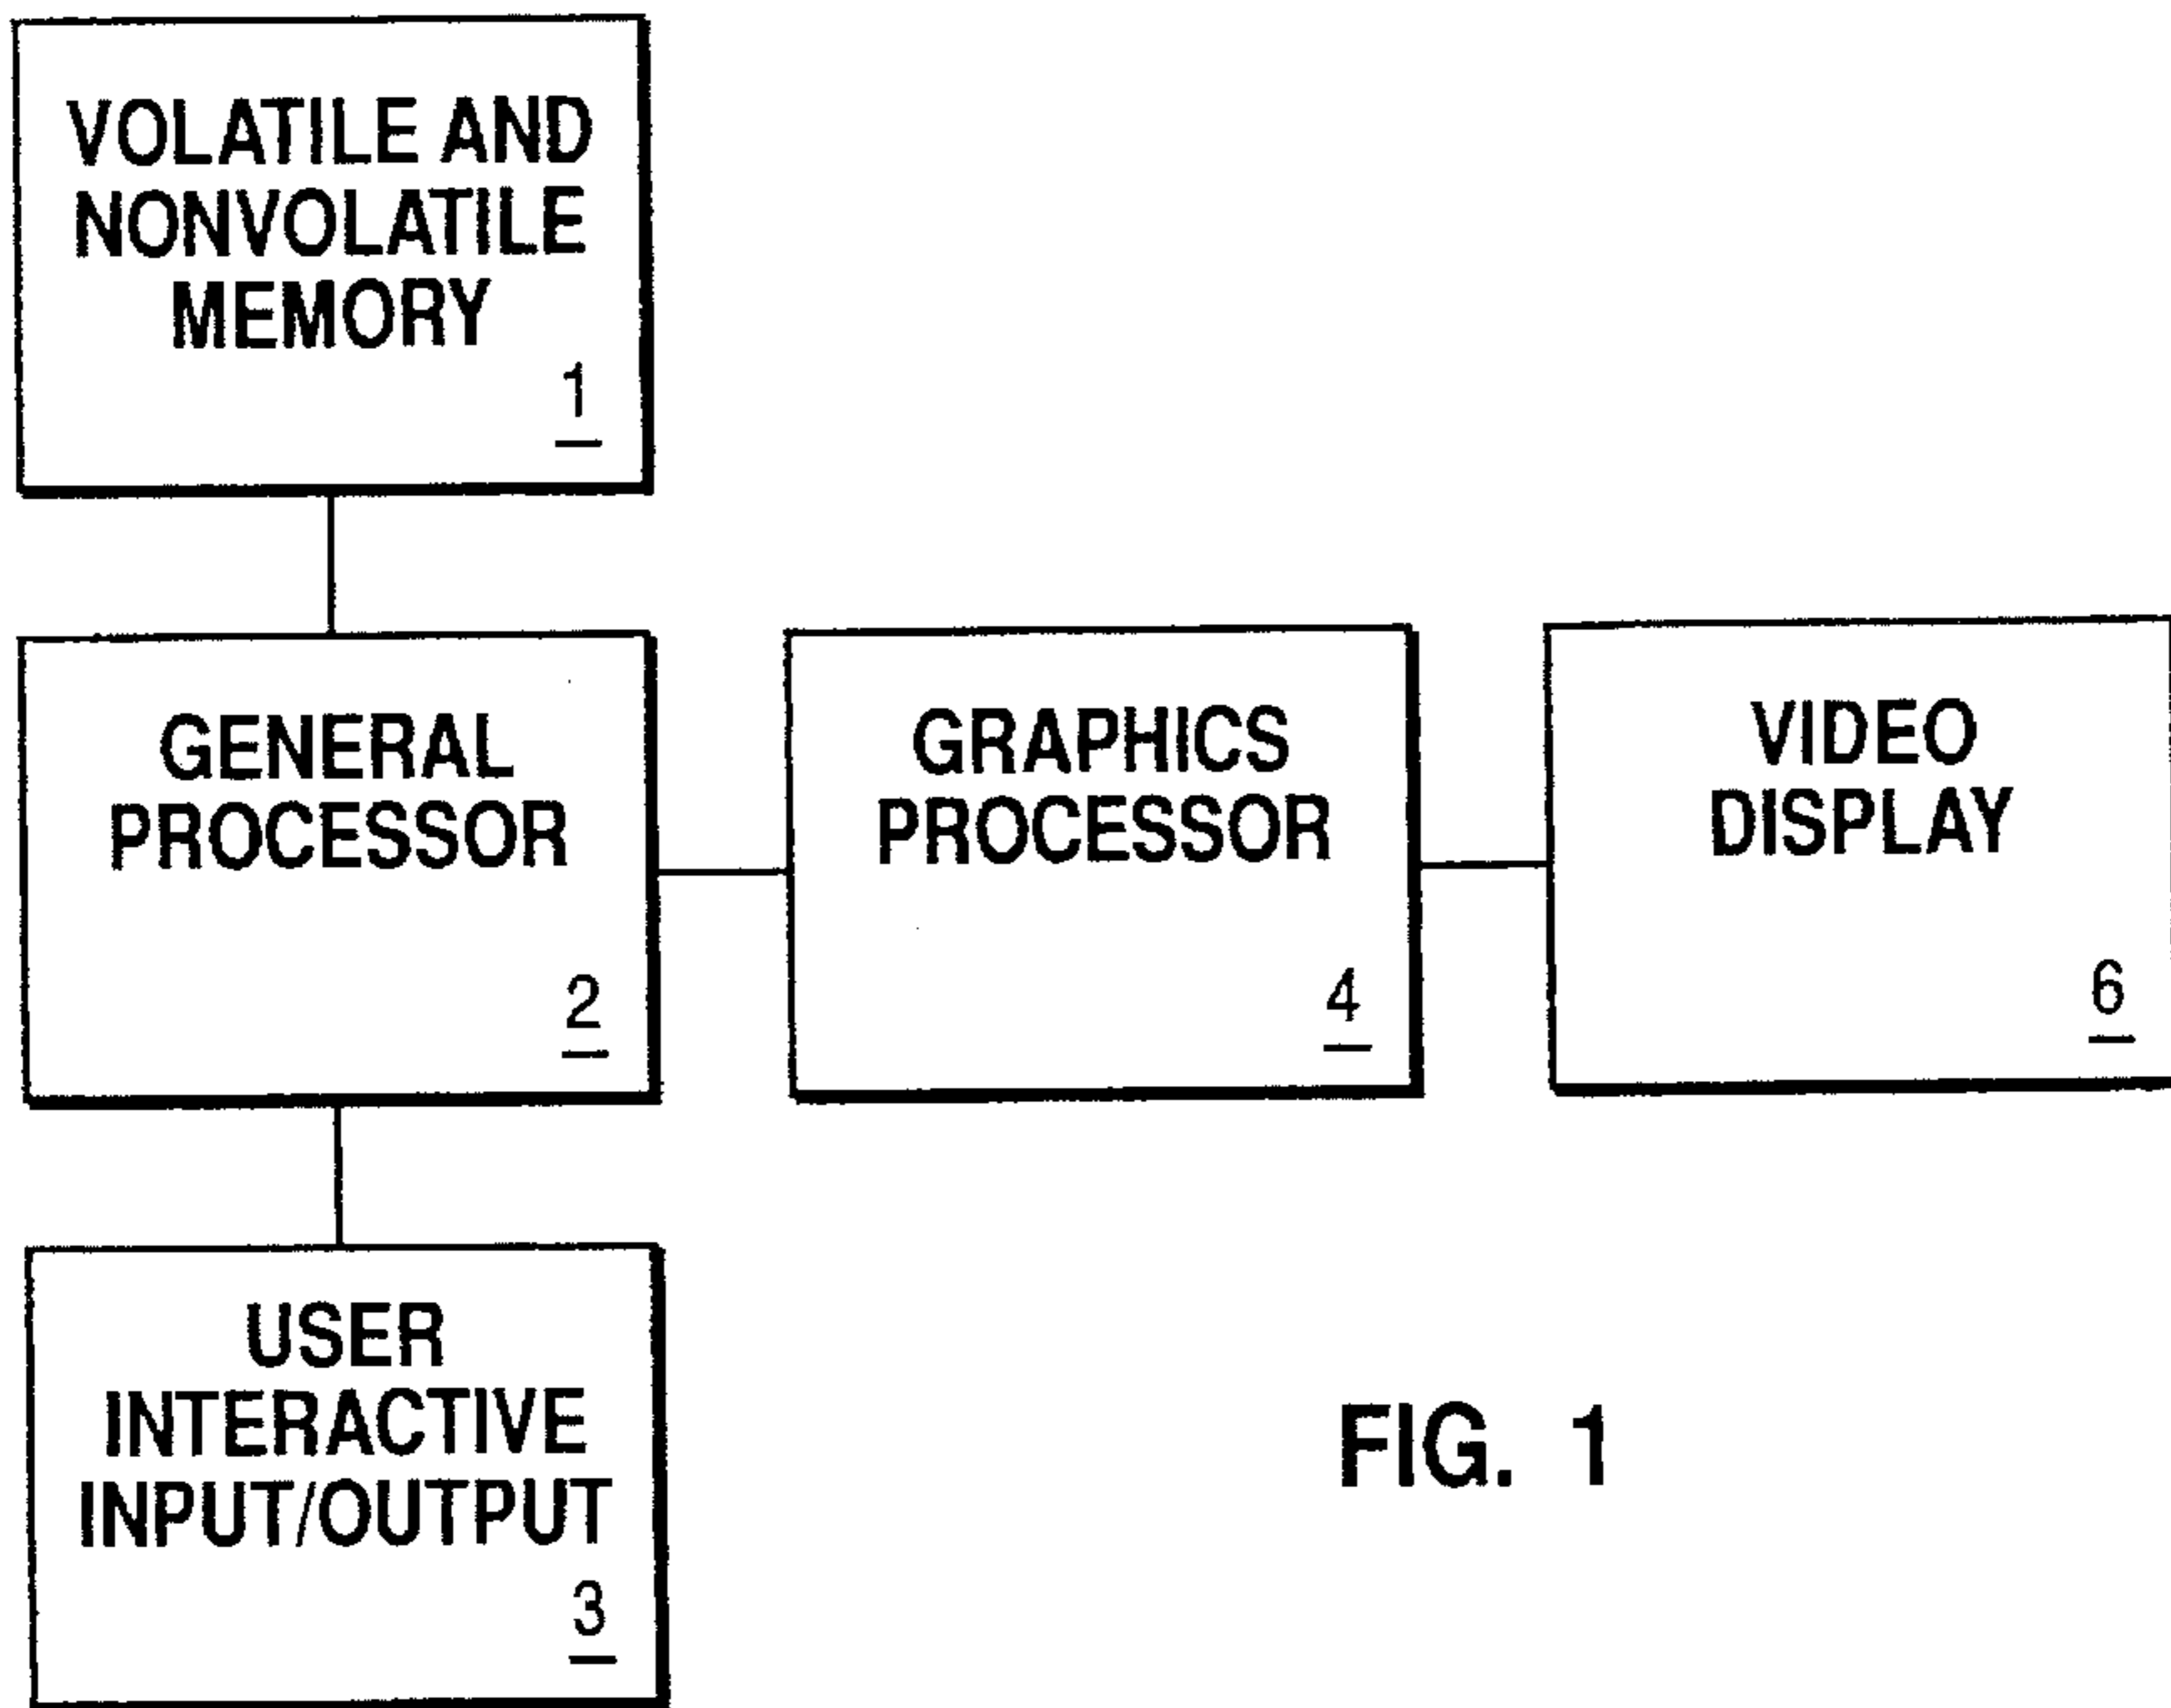 VOLATILE AND
NONVOLATILE
MEMORY
1
GENERAL
PROCESSOR
2
GRAPHICS
PROCESSOR
4
VIDEO
DISPLAY
6
USER
INTERACTIVE
INPUT/OUTPUT
3
FIG. 1